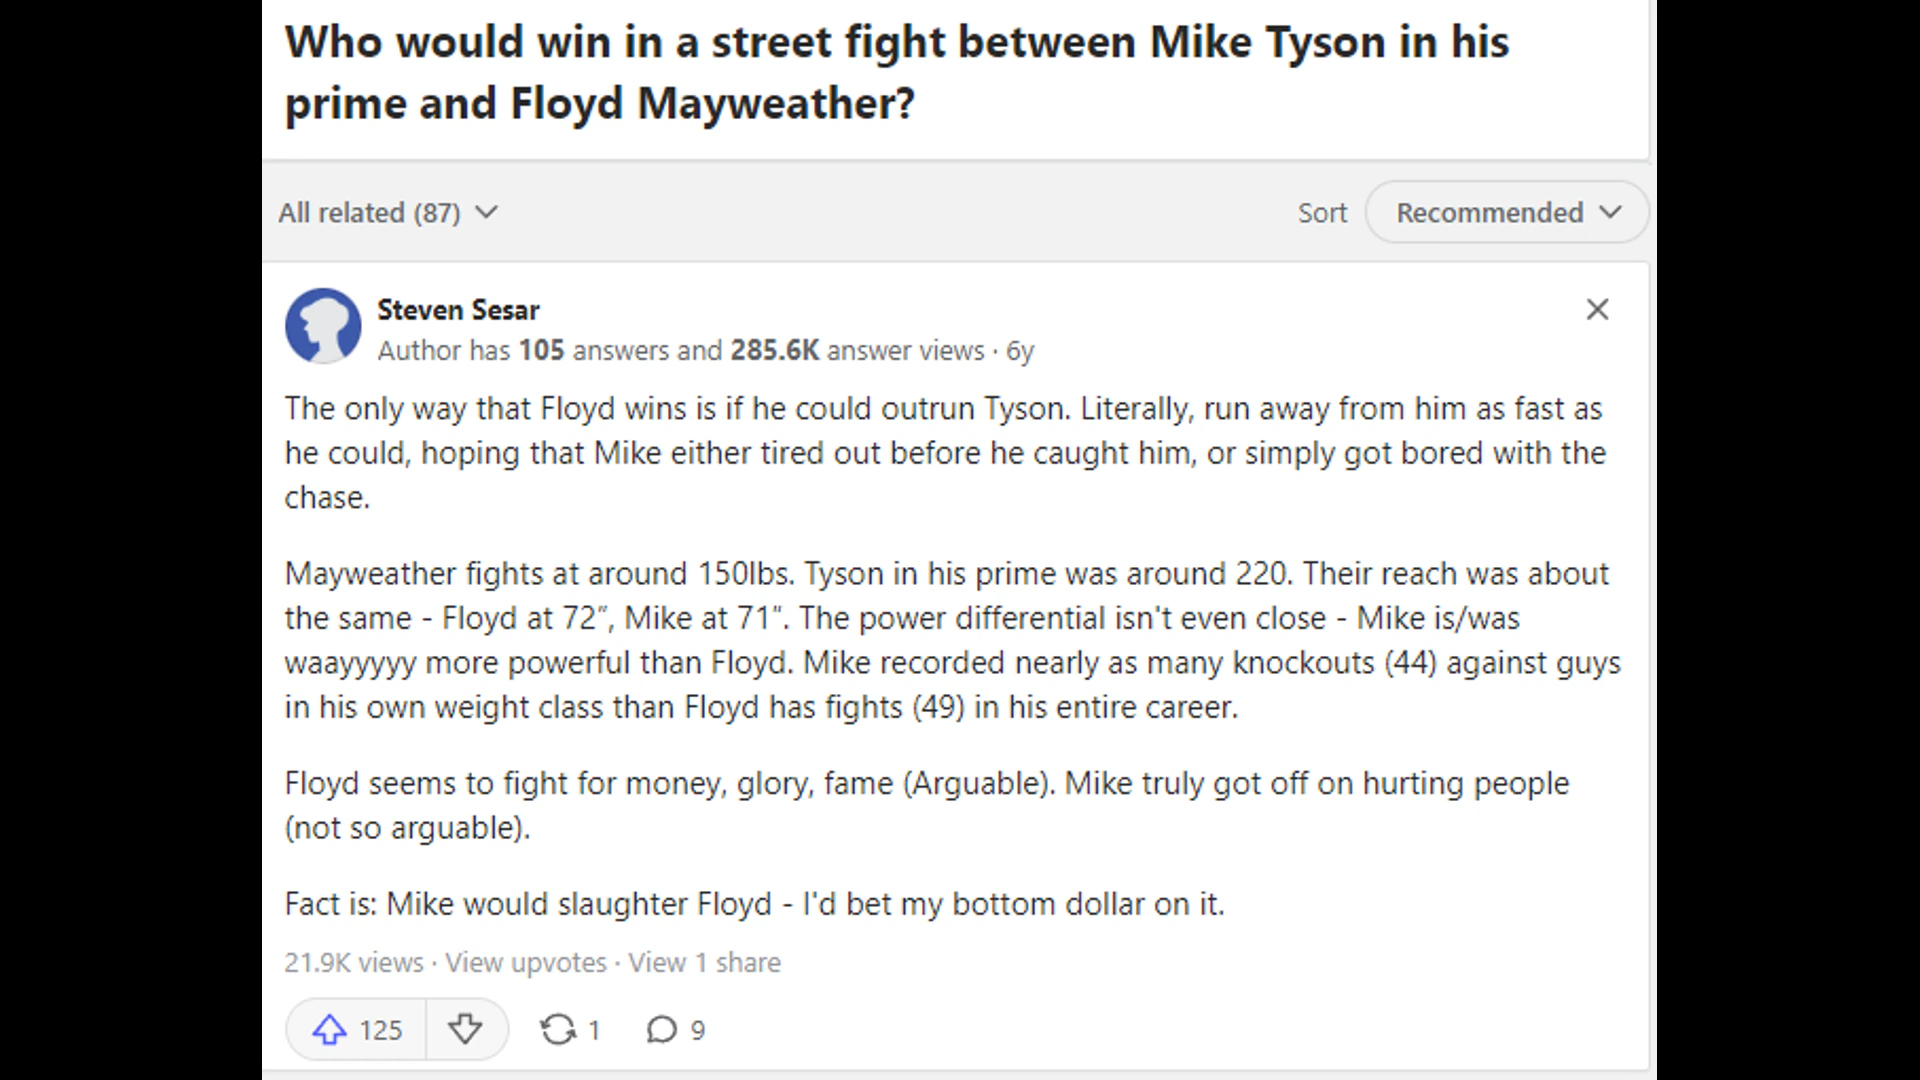 Who would win in a street fight between Mike Tyson in his
prime and Floyd Mayweather?
All related (87)
Sort Recommended
Steven Sesar
Author has 105 answers and 285.6K answer views · 6y
The only way that Floyd wins is if he could outrun Tyson. Literally, run away from him as fast as
he could, hoping that Mike either tired out before he caught him, or simply got bored with the
chase.
Mayweather fights at around 150lbs. Tyson in his prime was around 220. Their reach was about
the same - Floyd at 72”, Mike at 71”. The power differential isn't even close - Mike is/was
waayyyyy more powerful than Floyd. Mike recorded nearly as many knockouts (44) against guys
in his own weight class than Floyd has fights (49) in his entire career.
Floyd seems to fight for money, glory, fame (Arguable). Mike truly got off on hurting people
(not so arguable).
Fact is: Mike would slaughter Floyd - I'd bet my bottom dollar on it.
21.9K views · View upvotes · View 1 share
125 1 9